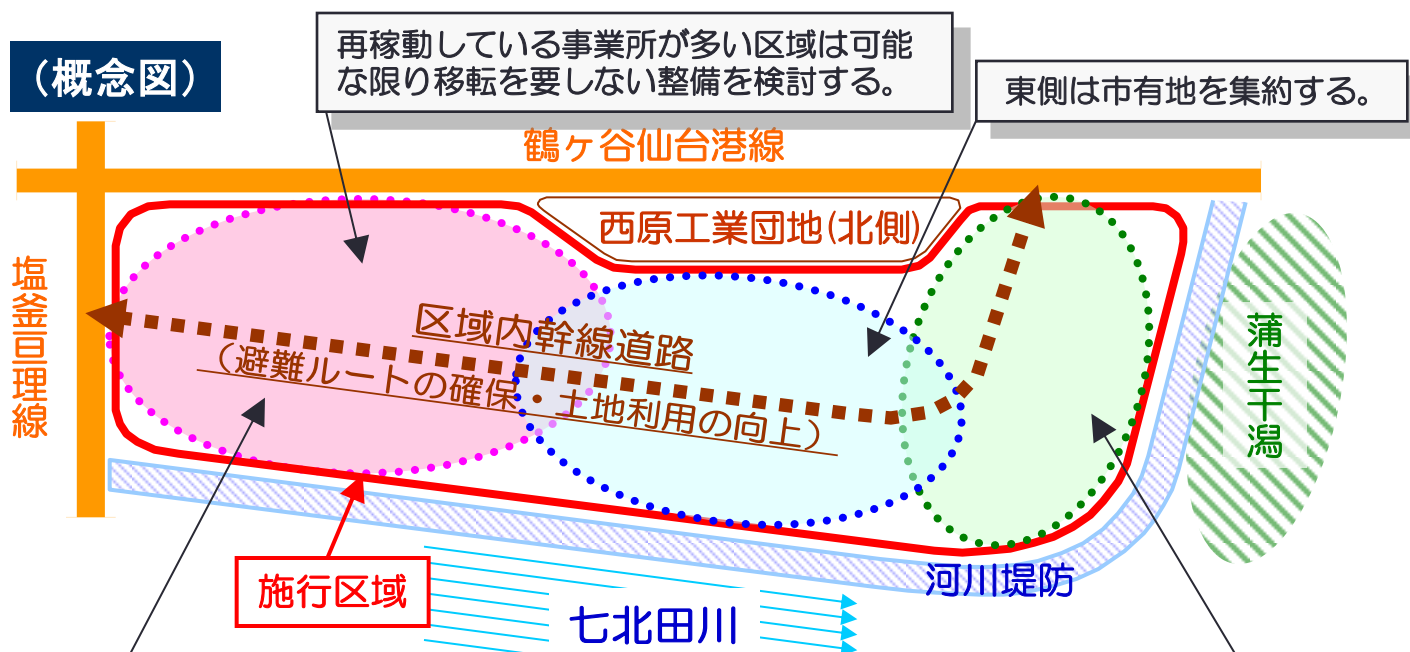 （概念図）
再稼動している事業所が多い区域は可能
な限り移転を要しない整備を検討する。
東側は市有地を集約する。
鶴ヶ谷仙台港線
西原工業団地(北側)
塩釜亘理線
区域内幹線道路
（避難ルートの確保・土地利用の向上）
蒲生干潟
施行区域
河川堤防
七北田川